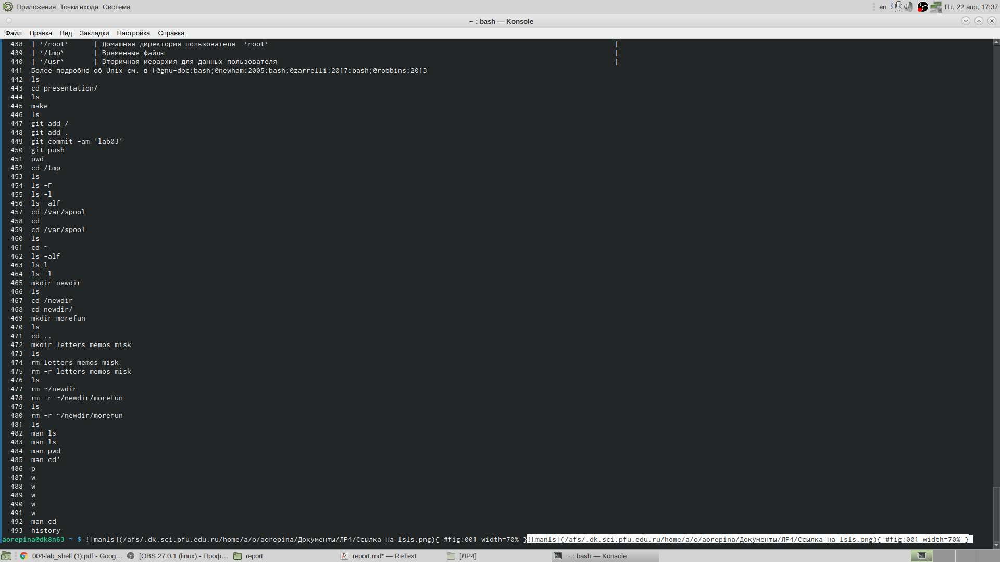 Приложения Точки входа Система en Пт, 22 апр, 17:37
~ : bash — Konsole
Файл Правка Вид Закладки Настройка Справка
438 | `/root` | Домашняя директория пользователя `root` |
439 | `/tmp` | Временные файлы |
440 | `/usr` | Вторичная иерархия для данных пользователя |
441 Более подробно об Unix см. в [@gnu-doc:bash;@newham:2005:bash;@zarrelli:2017:bash;@robbins:2013
442 ls
443 cd presentation/
444 ls
445 make
446 ls
447 git add /
448 git add .
449 git commit -am 'lab03'
450 git push
451 pwd
452 cd /tmp
453 ls
454 ls -F
455 ls -l
456 ls -alf
457 cd /var/spool
458 cd
459 cd /var/spool
460 ls
461 cd ~
462 ls -alf
463 ls l
464 ls -l
465 mkdir newdir
466 ls
467 cd /newdir
468 cd newdir/
469 mkdir morefun
470 ls
471 cd ..
472 mkdir letters memos misk
473 ls
474 rm letters memos misk
475 rm -r letters memos misk
476 ls
477 rm ~/newdir
478 rm -r ~/newdir/morefun
479 ls
480 rm -r ~/newdir/morefun
481 ls
482 man ls
483 man ls
484 man pwd
485 man cd'
486 p
487 w
488 w
489 w
490 w
491 w
492 man cd
493 history
aorepina@dk8n63 ~ $ ![manls](/afs/.dk.sci.pfu.edu.ru/home/a/o/aorepina/Документы/ЛР4/Ссылка на lsls.png){ #fig:001 width=70% }![manls](/afs/.dk.sci.pfu.edu.ru/home/a/o/aorepina/Документы/ЛР4/Ссылка на lsls.png){ #fig:001 width=70% }
004-lab_shell (1).pdf - Goog... [OBS 27.0.1 (linux) - Проф... report report.md* — ReText [ЛР4] ~ : bash — Konsole